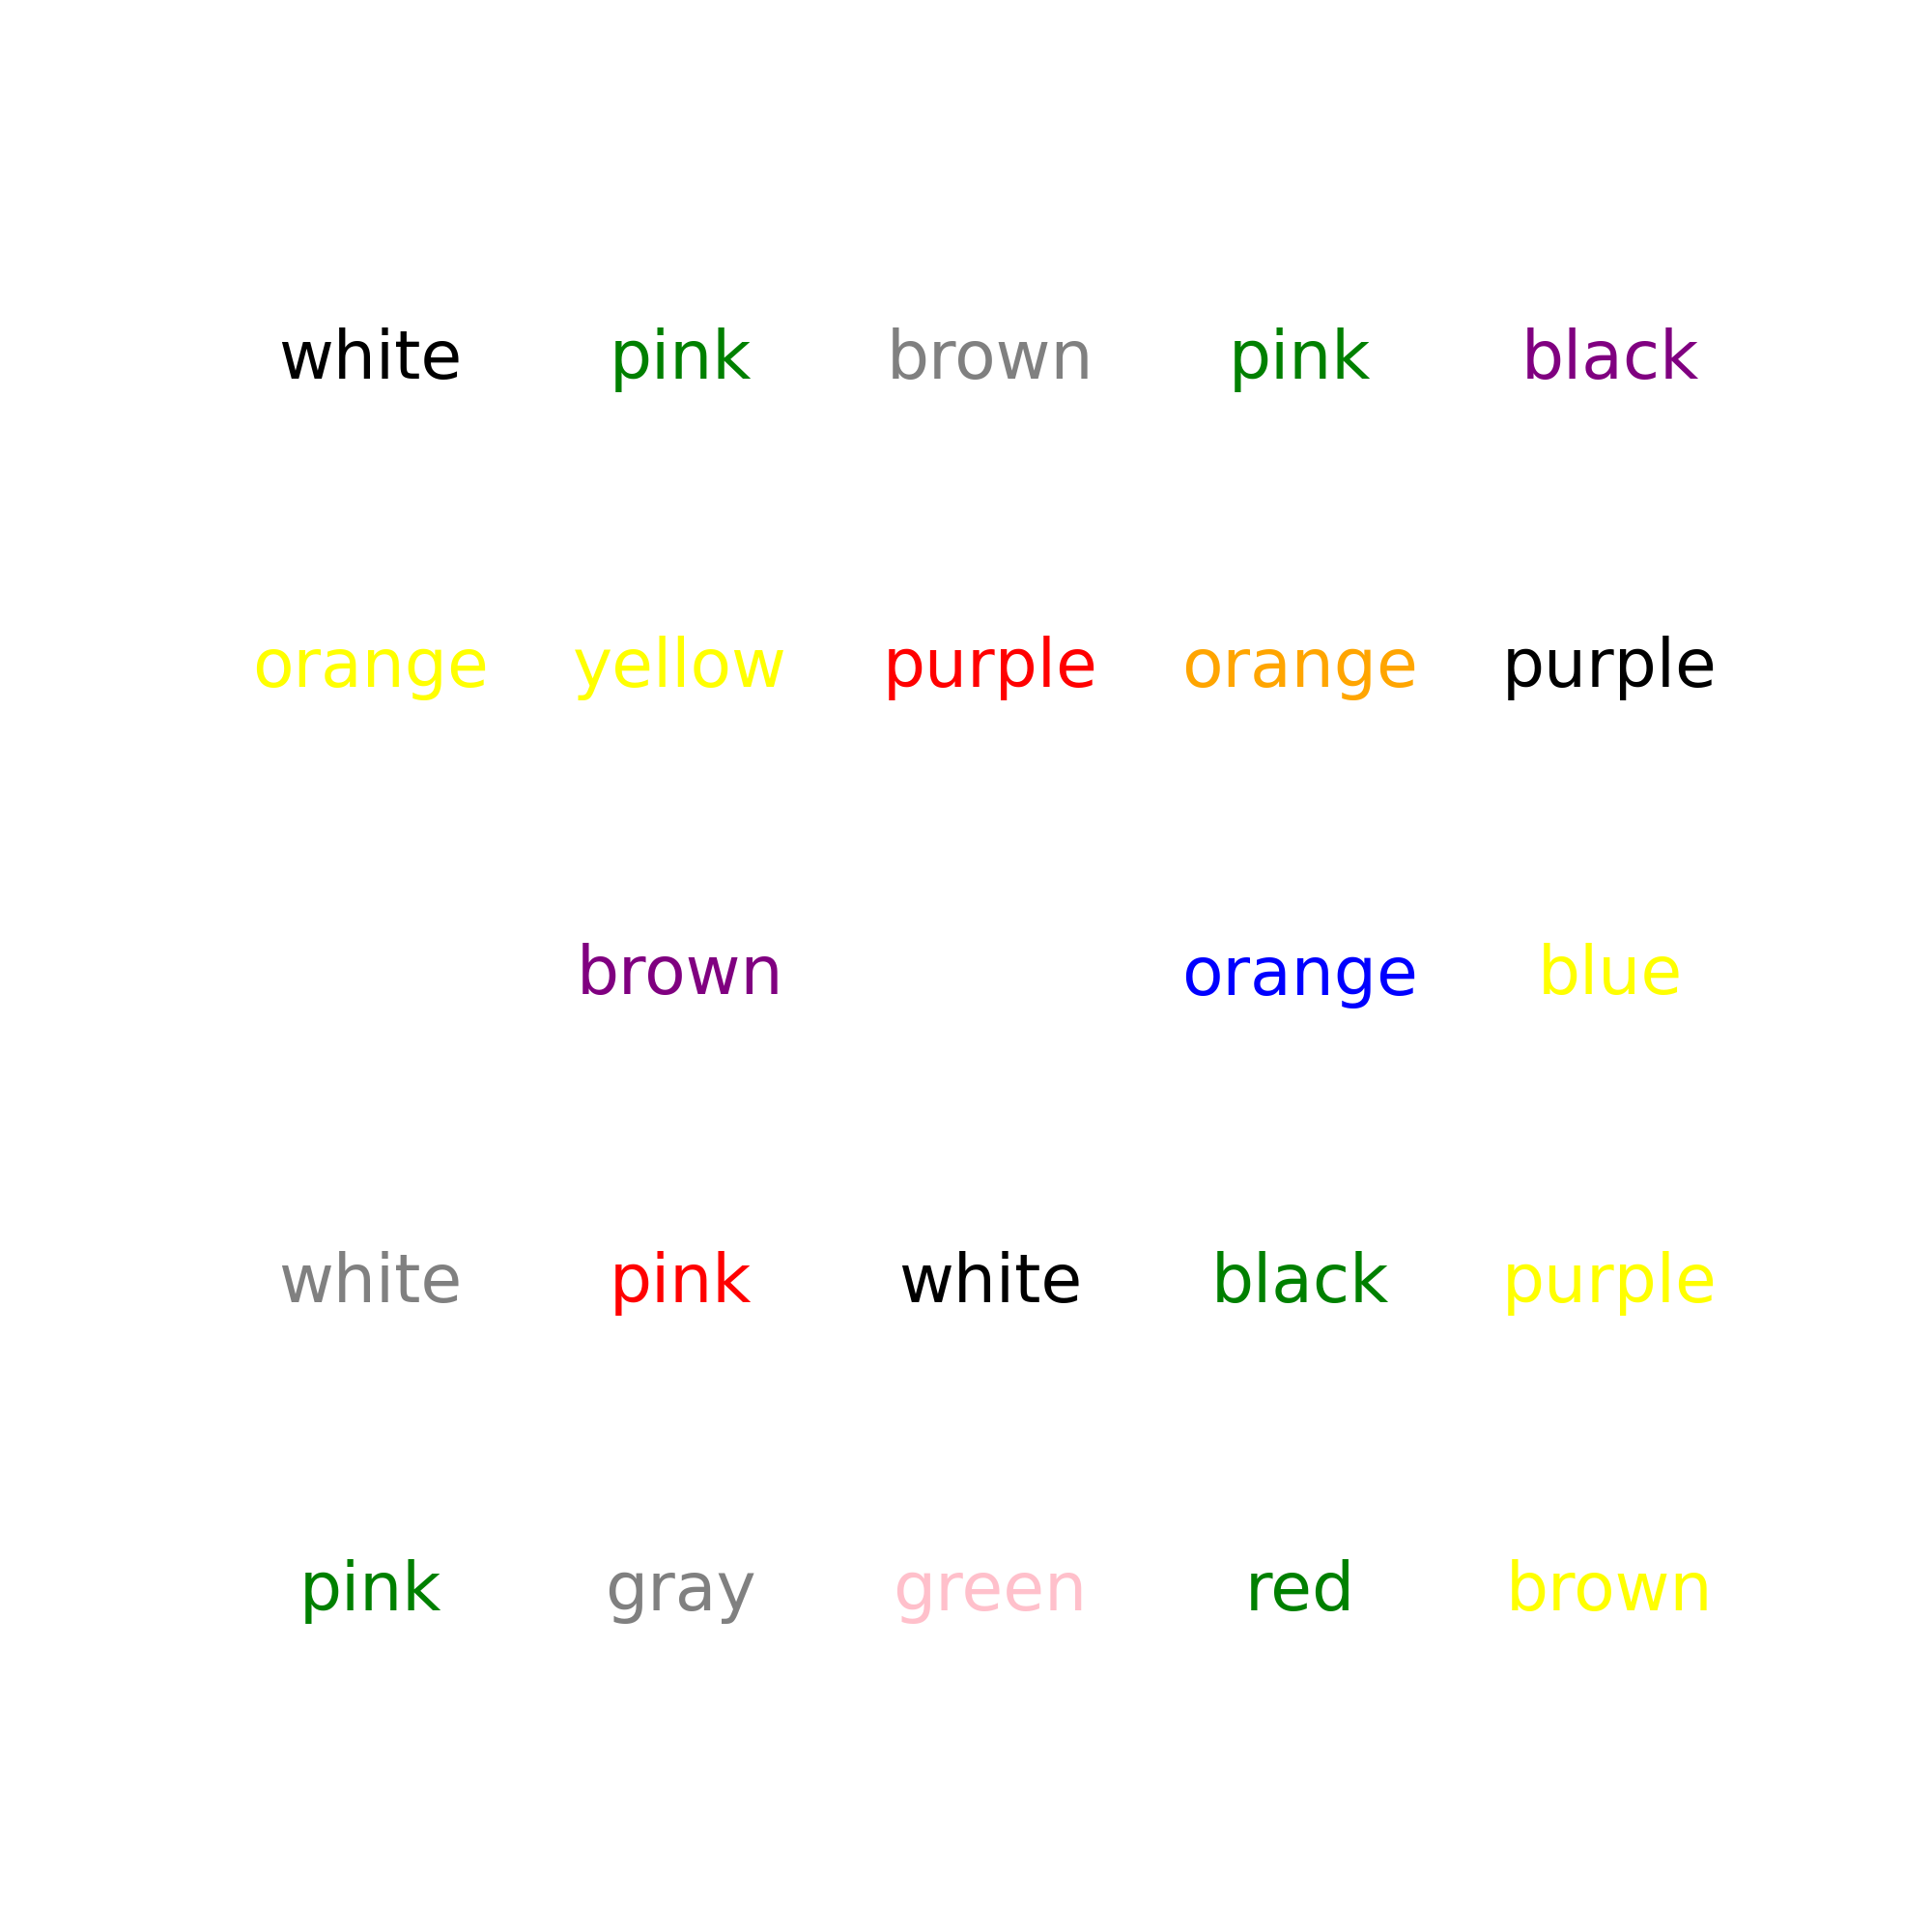 white pink brown pink black
orange yellow purple orange purple
brown orange blue
white pink white black purple
pink gray green red brown